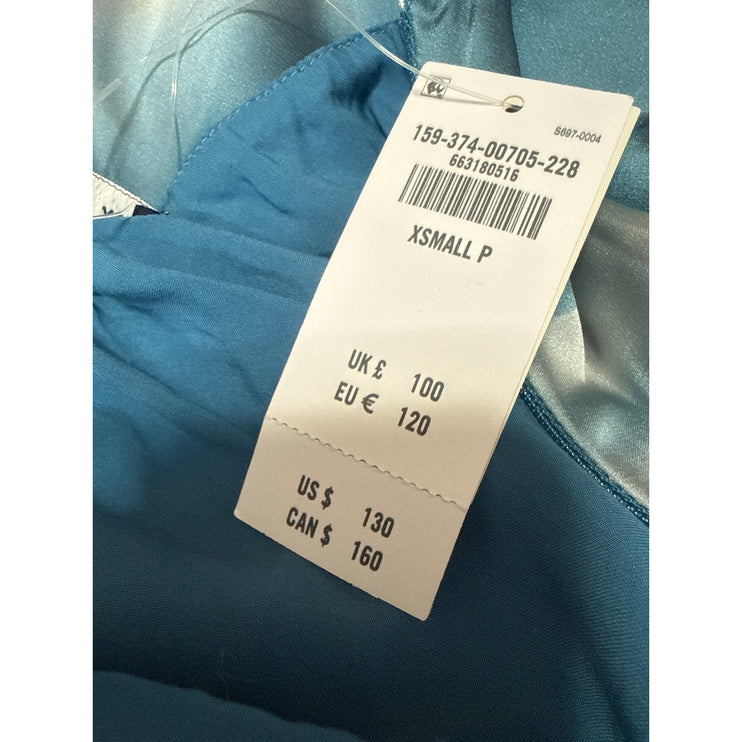 S697-0004
159-374-00705-228
663180516
XSMALL P
UK £ 100
EU € 120
US $ 130
CAN $ 160